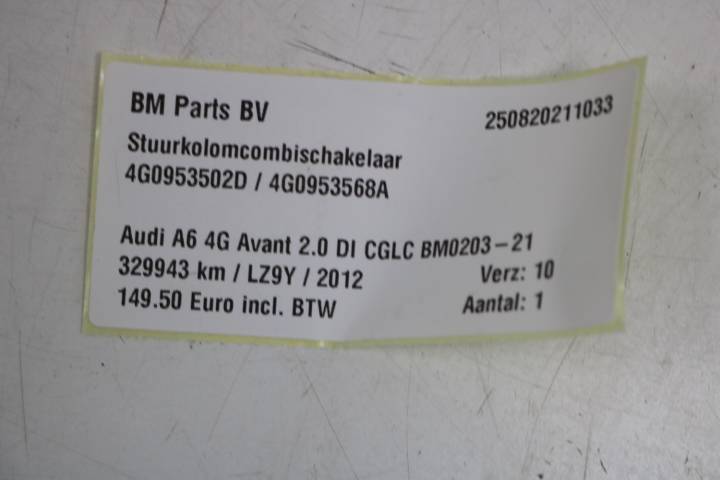 BM Parts BV 250820211033
Stuurkolomcombischakelaar
4G0953502D / 4G0953568A
Audi A6 4G Avant 2.0 DI CGLC BM0203-21
329943 km / LZ9Y / 2012 Verz: 10
149.50 Euro incl. BTW Aantal: 1